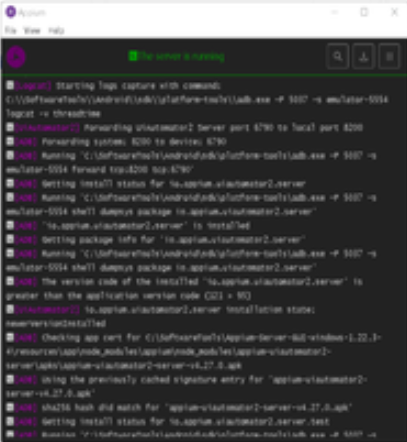 Appium
File View Help
The server is running
[Logcat] Starting logs capture with command:
C:\\SoftwareTools\\Android\\sdk\\platform-tools\\adb.exe -P 5037 -s emulator-5554
logcat -v threadtime
[UiAutomator2] Forwarding UiAutomator2 Server port 6790 to local port 8200
[ADB] Forwarding system: 8200 to device: 6790
[ADB] Running 'C:\SoftwareTools\Android\sdk\platform-tools\adb.exe -P 5037 -s
emulator-5554 forward tcp:8200 tcp:6790'
[ADB] Getting install status for io.appium.uiautomator2.server
[ADB] Running 'C:\SoftwareTools\Android\sdk\platform-tools\adb.exe -P 5037 -s
emulator-5554 shell dumpsys package io.appium.uiautomator2.server'
[ADB] 'io.appium.uiautomator2.server' is installed
[ADB] Getting package info for 'io.appium.uiautomator2.server'
[ADB] Running 'C:\SoftwareTools\Android\sdk\platform-tools\adb.exe -P 5037 -s
emulator-5554 shell dumpsys package io.appium.uiautomator2.server'
[ADB] The version code of the installed 'io.appium.uiautomator2.server' is
greater than the application version code
[UiAutomator2] io.appium.uiautomator2.server installation state:
newerVersionInstalled
[ADB] Checking app cert for C:\SoftwareTools\Appium-Server-GUI-windows-1.22.3-
4\resources\app\node_modules\appium\node_modules\appium-uiautomator2-
server\apks\appium-uiautomator2-server-v4.27.0.apk
[ADB] Using the previously cached signature entry for 'appium-uiautomator2-
server-v4.27.0.apk'
[ADB] sha256 hash did match for 'appium-uiautomator2-server-v4.27.0.apk'
[ADB] Getting install status for io.appium.uiautomator2.server.test
[ADB] Running 'C:\SoftwareTools\Android\sdk\platform-tools\adb.exe -P 5037 -s